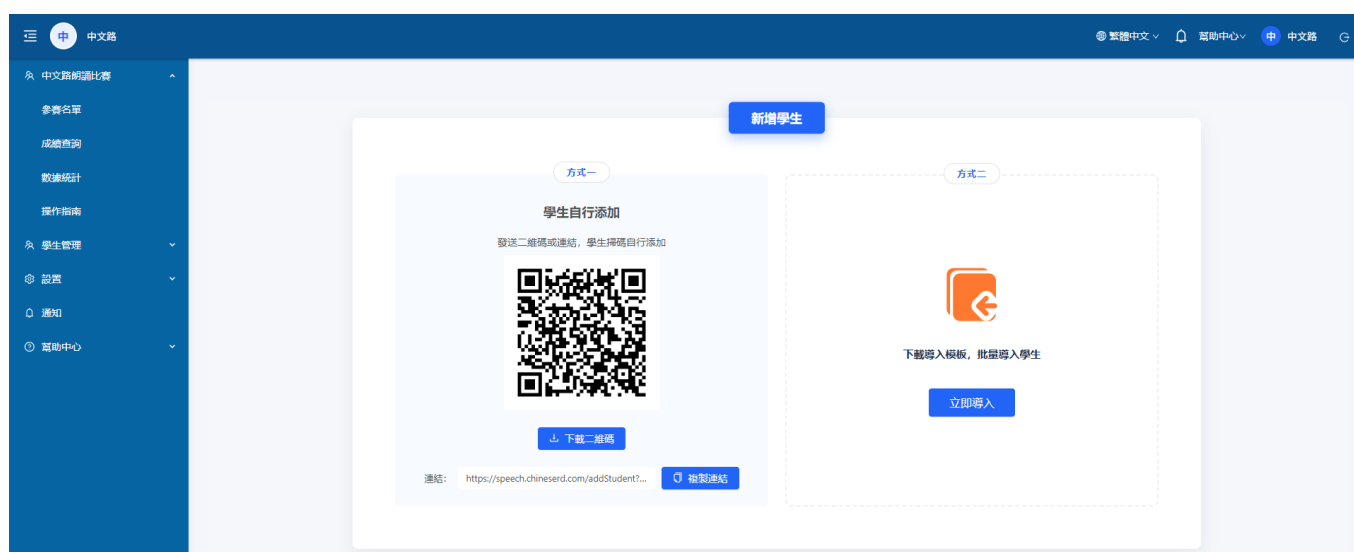 中 中文路
繁體中文
幫助中心
中 中文路
中文路朗誦比賽
參賽名單
成績查詢
數據統計
操作指南
學生管理
設置
通知
幫助中心
新增學生
方式一
學生自行添加
發送二維碼或連結，學生掃碼自行添加
下載二維碼
連結： https://speech.chineserd.com/addStudent?...
複製連結
方式二
下載導入模板，批量導入學生
立即導入